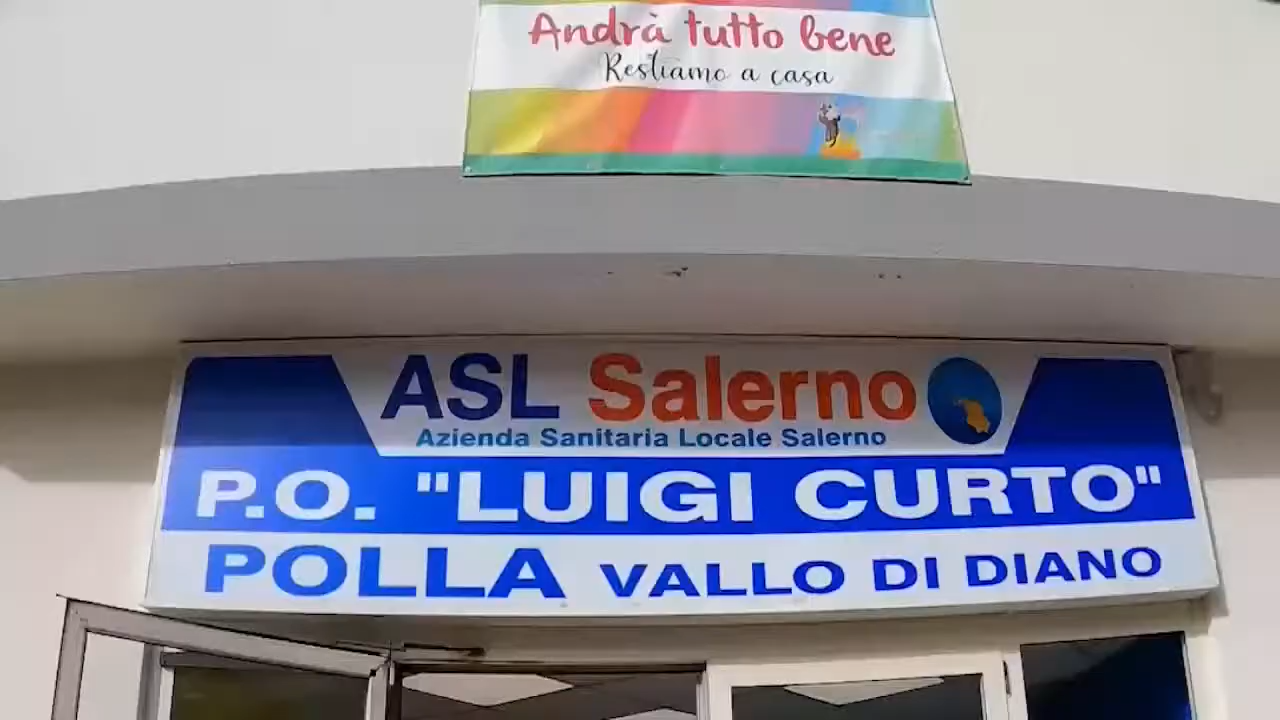 Andrà tutto bene
Restiamo a casa
ASL Salerno
Azienda Sanitaria Locale Salerno
P.O. "LUIGI CURTO"
POLLA VALLO DI DIANO